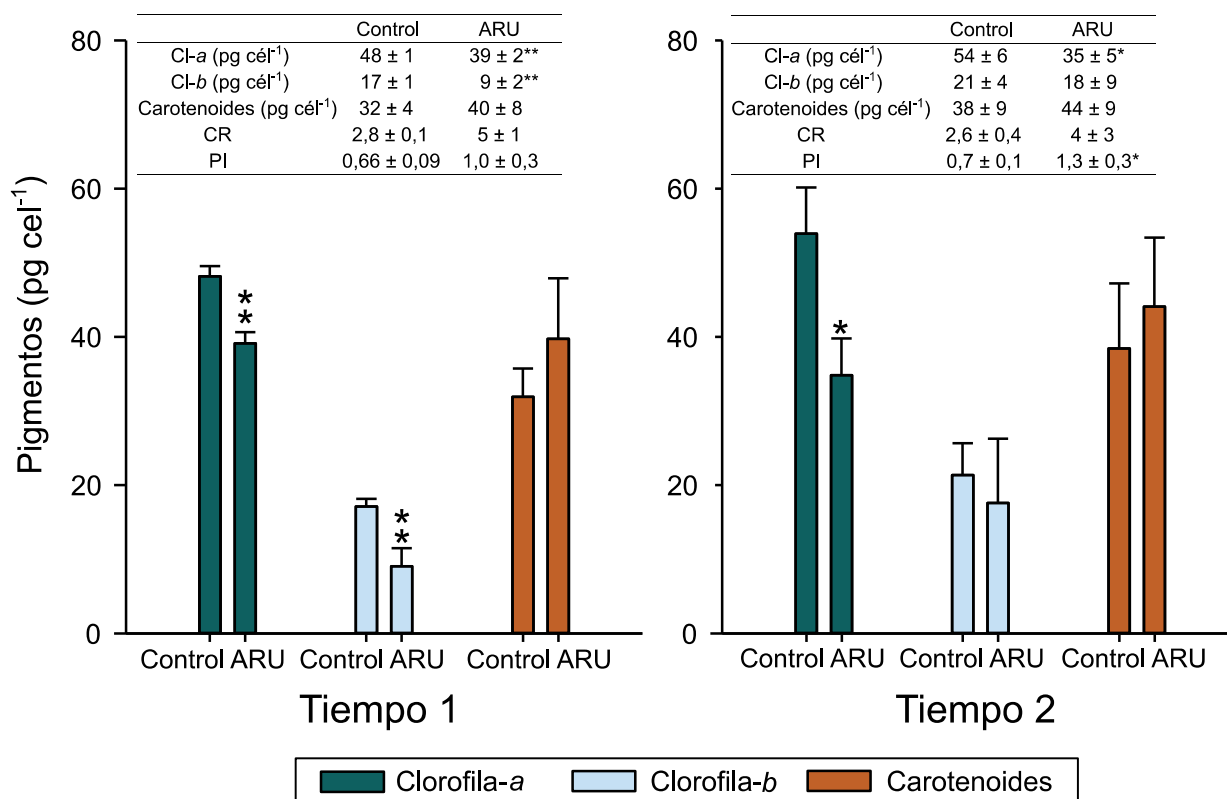 Pigmentos (pg cel⁻¹)
80
60
40
20
0
Control ARU
Cl-a (pg cél⁻¹) 48 ± 1 39 ± 2**
Cl-b (pg cél⁻¹) 17 ± 1 9 ± 2**
Carotenoides (pg cél⁻¹) 32 ± 4 40 ± 8
CR 2,8 ± 0,1 5 ± 1
PI 0,66 ± 0,09 1,0 ± 0,3
*
*
*
*
Control ARU Control ARU Control ARU
Tiempo 1
80
60
40
20
0
Control ARU
Cl-a (pg cél⁻¹) 54 ± 6 35 ± 5*
Cl-b (pg cél⁻¹) 21 ± 4 18 ± 9
Carotenoides (pg cél⁻¹) 38 ± 9 44 ± 9
CR 2,6 ± 0,4 4 ± 3
PI 0,7 ± 0,1 1,3 ± 0,3*
*
Control ARU Control ARU Control ARU
Tiempo 2
Clorofila-a Clorofila-b Carotenoides